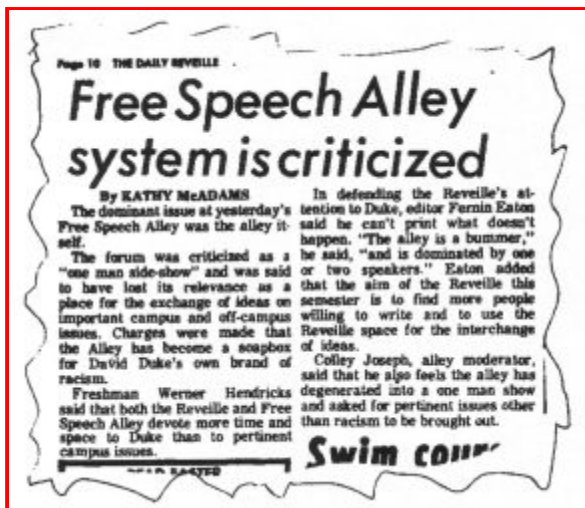 Page 10 THE DAILY REVEILLE
Free Speech Alley
system is criticized
By KATHY McADAMS
The dominant issue at yesterday's
Free Speech Alley was the alley it-
self.
The forum was criticized as a
"one man side-show" and was said
to have lost its relevance as a
place for the exchange of ideas on
important campus and off-campus
issues. Charges were made that
the Alley has become a soapbox
for David Duke's own brand of
racism.
Freshman Werner Hendricks
said that both the Reveille and Free
Speech Alley devote more time and
space to Duke than to pertinent
campus issues.
In defending the Reveille's at-
tention to Duke, editor Fernin Eaton
said he can't print what doesn't
happen. "The alley is a bummer,"
he said, "and is dominated by one
or two speakers." Eaton added
that the aim of the Reveille this
semester is to find more people
willing to write and to use the
Reveille space for the interchange
of ideas.
Colley Joseph, alley moderator,
said that he also feels the alley has
degenerated into a one man show
and asked for pertinent issues other
than racism to be brought out.
Swim